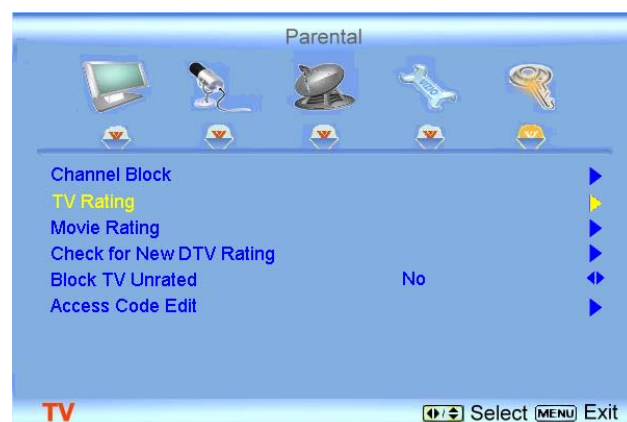 Parental
VIZIO
Channel Block
TV Rating
Movie Rating
Check for New DTV Rating
Block TV Unrated No
Access Code Edit
TV Select MENU Exit